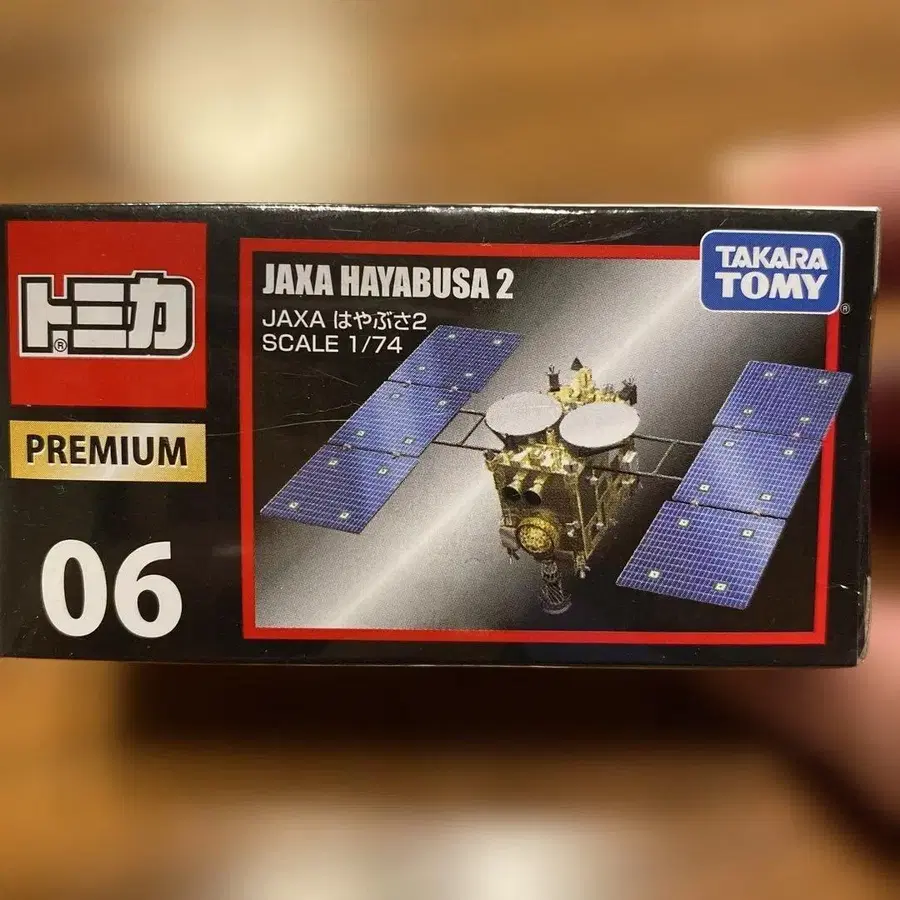 トミカ
®
PREMIUM
06
JAXA HAYABUSA 2
JAXA はやぶさ2
SCALE 1/74
TAKARA
TOMY
®